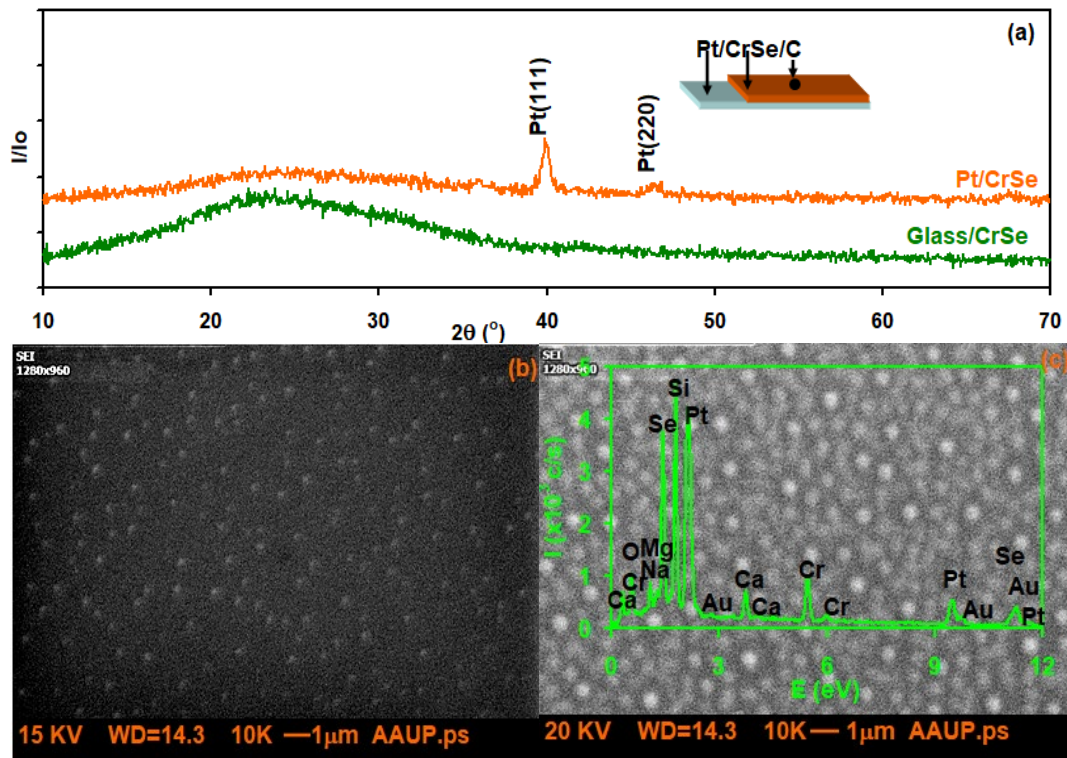 (a)
Pt/CrSe/C
Pt(111)
Pt(220)
I/Io
Pt/CrSe
Glass/CrSe
10 20 30 40 50 60 70
2θ (°)
SEI
1280x960
(b)
15 KV WD=14.3 10K —1μm AAUP.ps
SEI
1280x960
(c)
5
4
3
2
1
0
Si
Se Pt
O Mg
Cr Na
Ca
Au
Ca
Ca
Cr
Cr
Pt
Au
Se
Au
Pt
0 3 6 9 12
E (eV)
20 KV WD=14.3 10K —1μm AAUP.ps